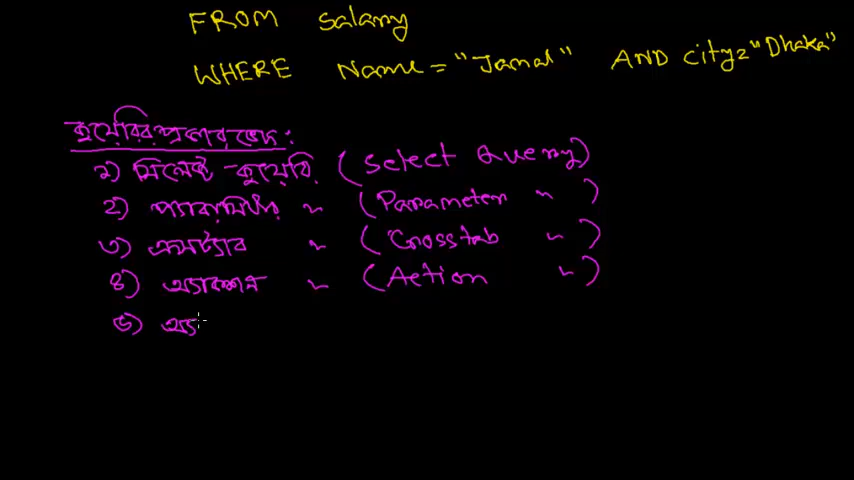 FROM Salary
WHERE Name = "Jamal" AND City="Dhaka"
কুয়েরির প্রকারভেদ:
১) সিলেক্ট কুয়েরি (Select Query)
২) প্যারামিটার " (Parameter " )
৩) ক্রসট্যাব " (Crosstab " )
৪) অ্যাকশন " (Action " )
৫) অ্য